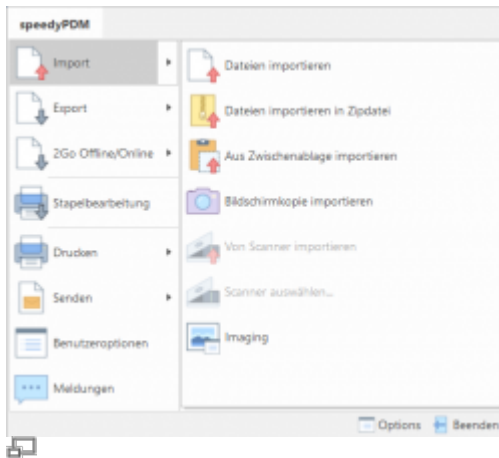 speedyPDM
Import
Export
2Go Offline/Online
Stapelbearbeitung
Drucken
Senden
Benutzeroptionen
Meldungen
Dateien importieren
Dateien importieren in Zipdatei
Aus Zwischenablage importieren
Bildschirmkopie importieren
Von Scanner importieren
Scanner auswählen...
Imaging
Options
Beenden